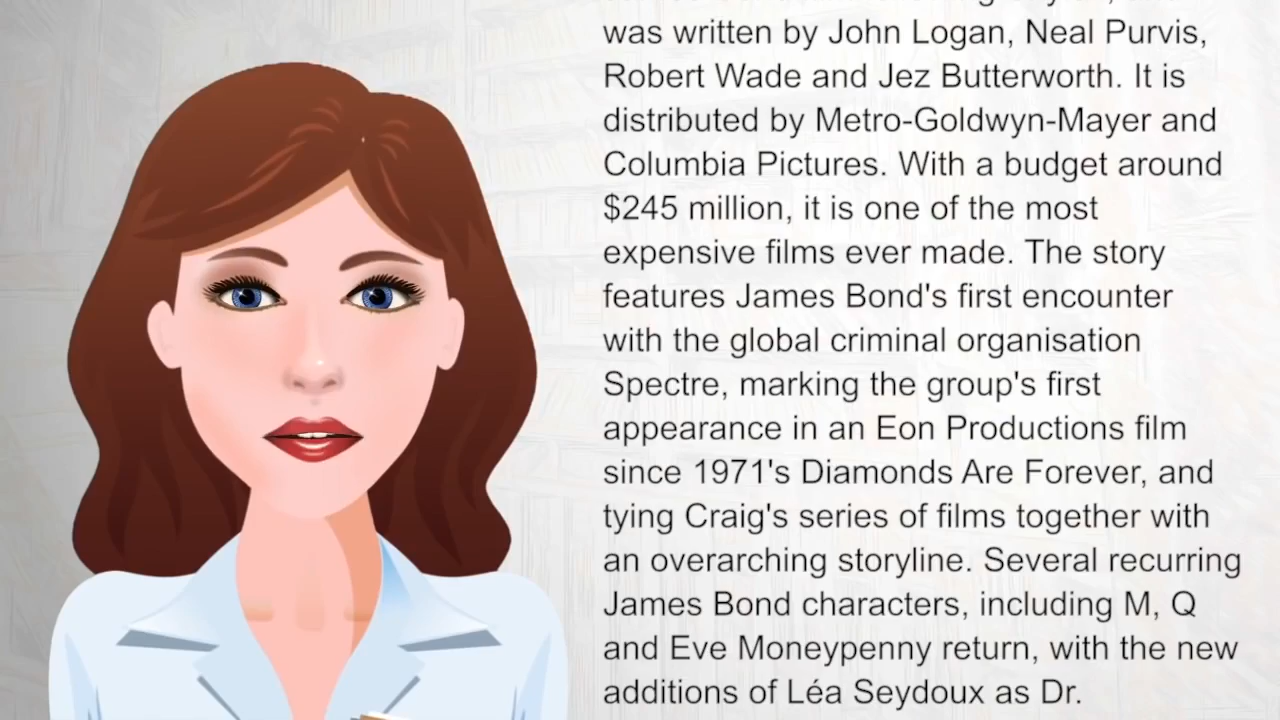 was written by John Logan, Neal Purvis,
Robert Wade and Jez Butterworth. It is
distributed by Metro-Goldwyn-Mayer and
Columbia Pictures. With a budget around
$245 million, it is one of the most
expensive films ever made. The story
features James Bond's first encounter
with the global criminal organisation
Spectre, marking the group's first
appearance in an Eon Productions film
since 1971's Diamonds Are Forever, and
tying Craig's series of films together with
an overarching storyline. Several recurring
James Bond characters, including M, Q
and Eve Moneypenny return, with the new
additions of Léa Seydoux as Dr.